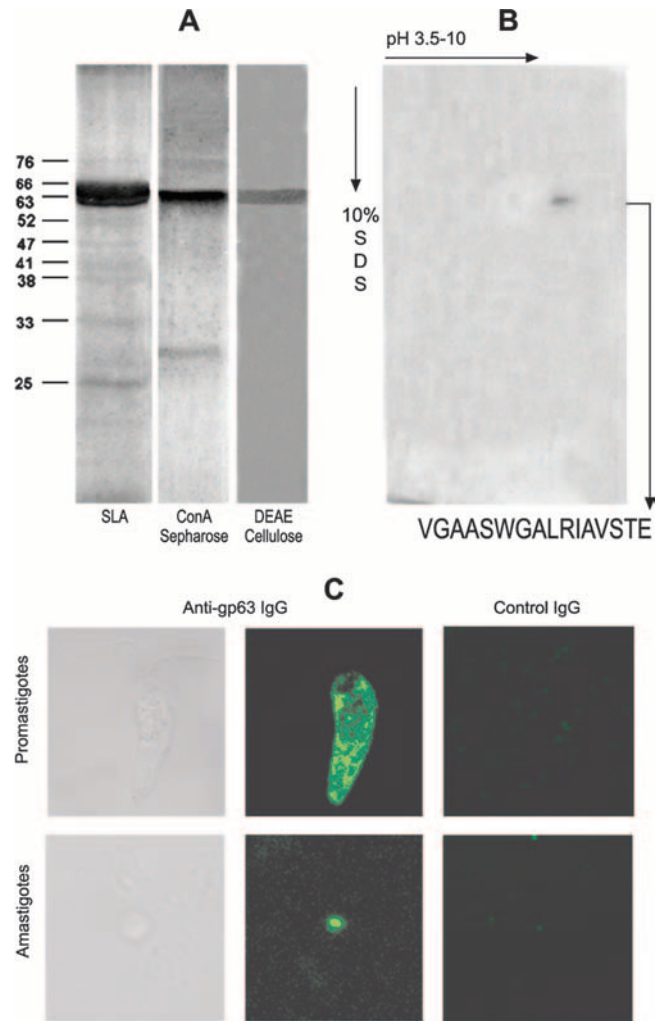 A
76
66
63
52
47
41
38
33
25
SLA
ConA
Sepharose
DEAE
Cellulose
B
pH 3.5-10
10%
S
D
S
VGAASWGALRIAVSTE
C
Anti-gp63 IgG
Control IgG
Promastigotes
Amastigotes